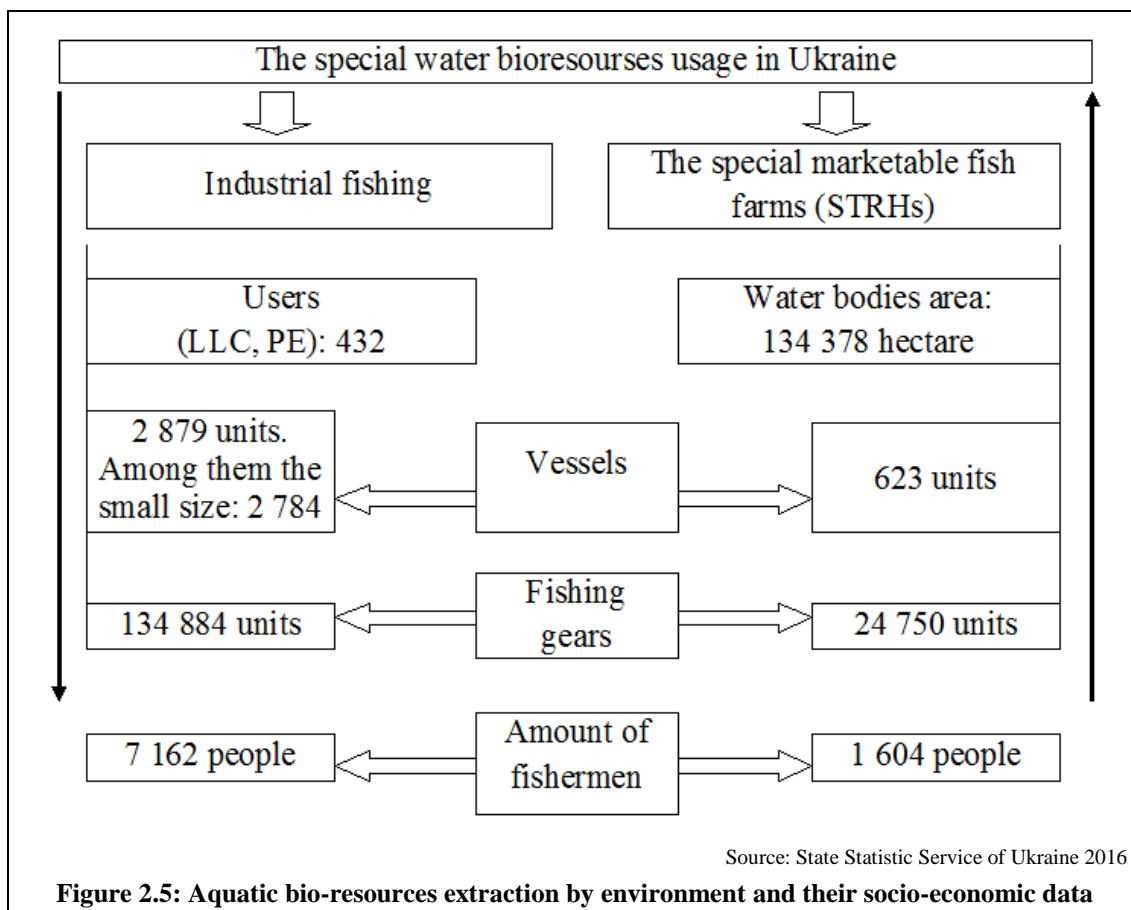 The special water bioresourses usage in Ukraine
Industrial fishing
The special marketable fish
farms (STRHs)
Users
(LLC, PE): 432
Water bodies area:
134 378 hectare
2 879 units.
Among them the
small size: 2 784
Vessels
623 units
134 884 units
Fishing
gears
24 750 units
7 162 people
Amount of
fishermen
1 604 people
Source: State Statistic Service of Ukraine 2016
Figure 2.5: Aquatic bio-resources extraction by environment and their socio-economic data